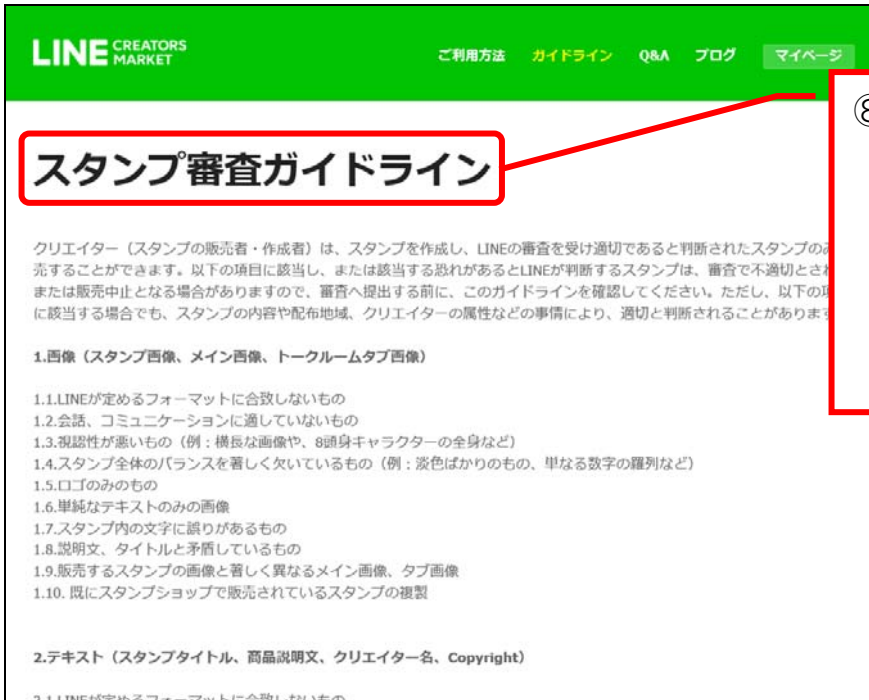 LINE CREATORS MARKET
ご利用方法 ガイドライン Q&A ブログ マイページ
⑧
スタンプ審査ガイドライン
クリエイター（スタンプの販売者・作成者）は、スタンプを作成し、LINEの審査を受け適切であると判断されたスタンプの
売することができます。以下の項目に該当し、または該当する恐れがあるとLINEが判断するスタンプは、審査で不適切とさ
または販売中止となる場合がありますので、審査へ提出する前に、このガイドラインを確認してください。ただし、以下の
に該当する場合でも、スタンプの内容や配布地域、クリエイターの属性などの事情により、適切と判断されることがあります
1.画像（スタンプ画像、メイン画像、トークルームタブ画像）
1.1.LINEが定めるフォーマットに合致しないもの
1.2.会話、コミュニケーションに適していないもの
1.3.視認性が悪いもの（例：横長な画像や、8頭身キャラクターの全身など）
1.4.スタンプ全体のバランスを著しく欠いているもの（例：淡色ばかりのもの、単なる数字の羅列など）
1.5.ロゴのみのもの
1.6.単純なテキストのみの画像
1.7.スタンプ内の文字に誤りがあるもの
1.8.説明文、タイトルと矛盾しているもの
1.9.販売するスタンプの画像と著しく異なるメイン画像、タブ画像
1.10. 既にスタンプショップで販売されているスタンプの複製
2.テキスト（スタンプタイトル、商品説明文、クリエイター名、Copyright）
2.1.LINEが定めるフォーマットに合致しないもの